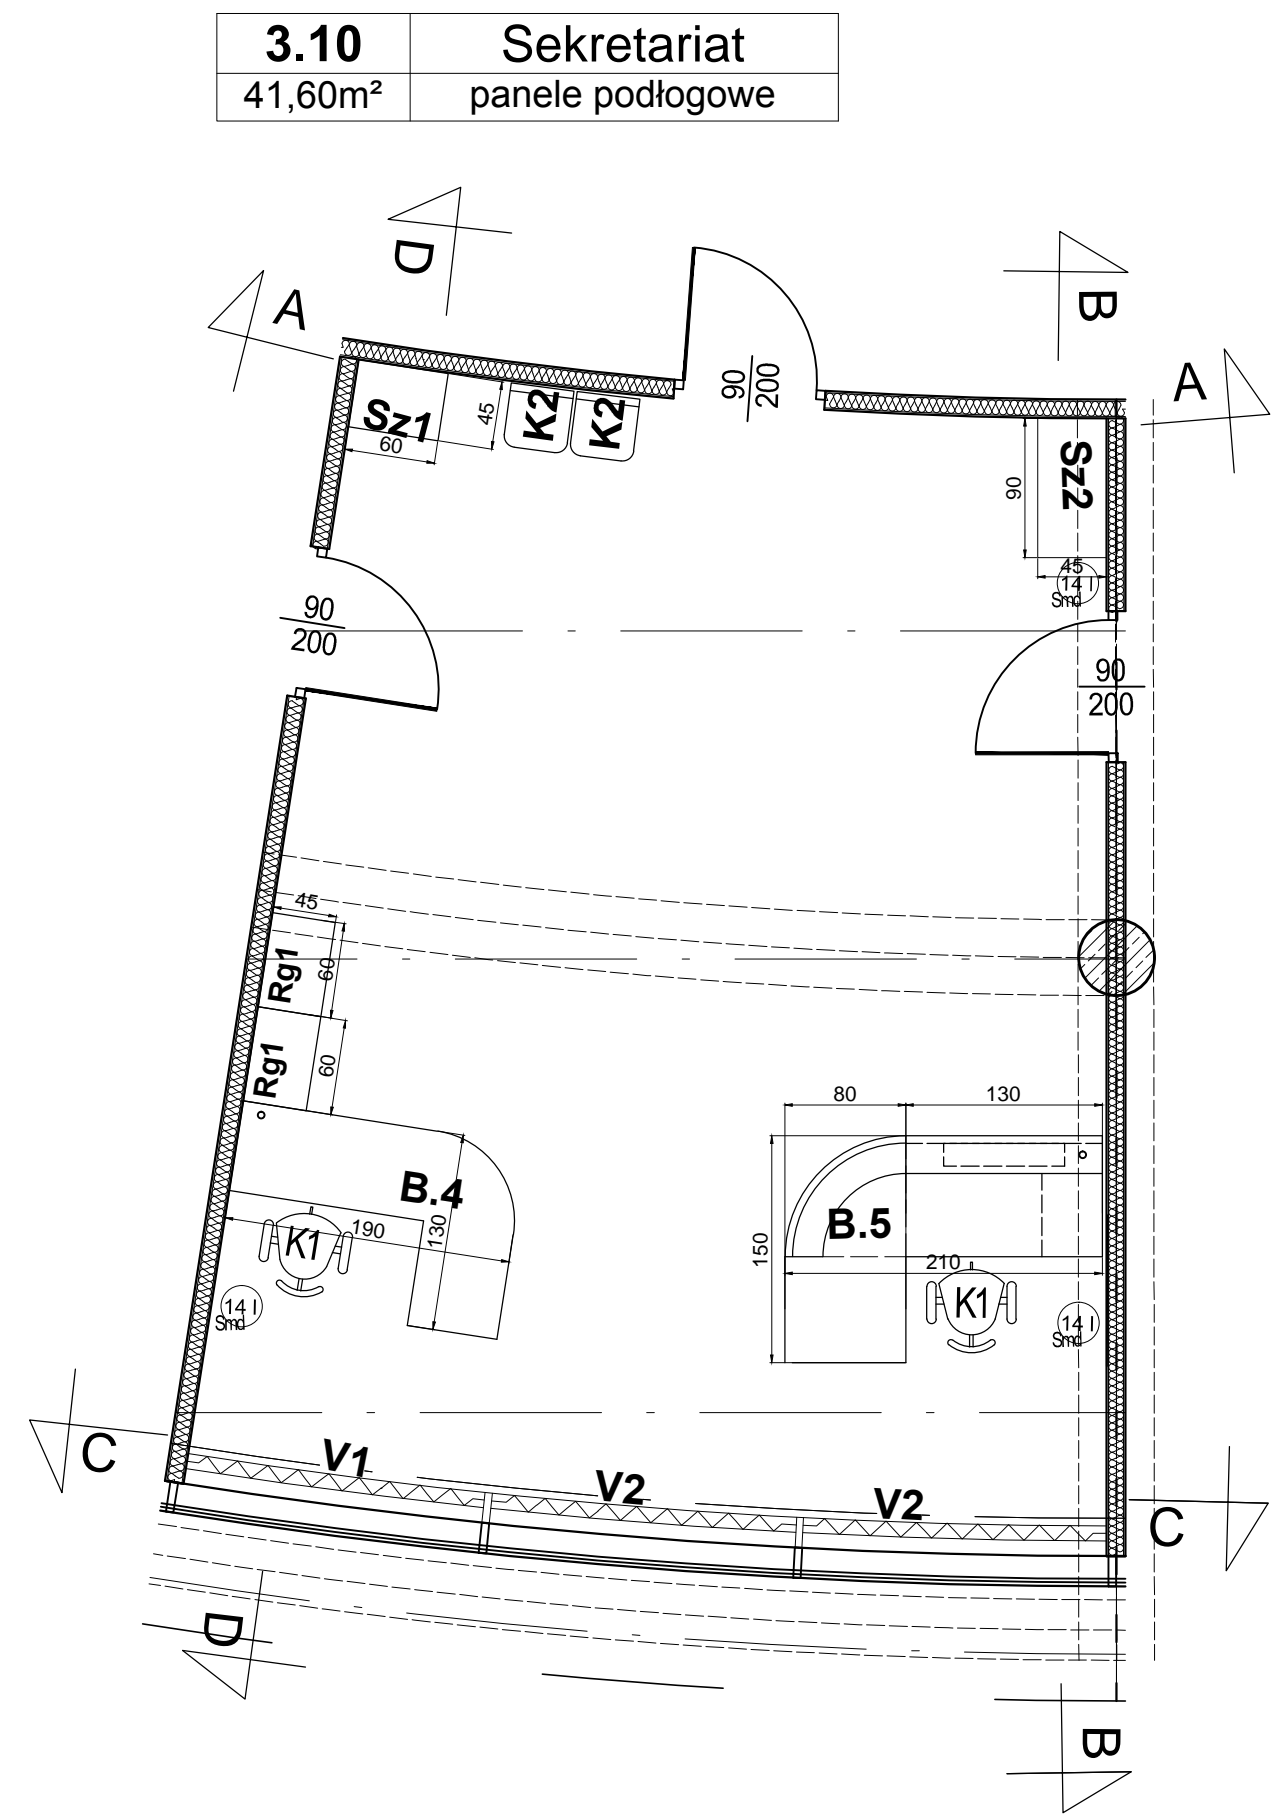 3.10 Sekretariat
41,60m² panele podłogowe
D
B
A
A
90
200
Sz1
45
60
K2
K2
Sz2
90
45
14 l
Smd
90
200
90
200
45
Rg1
60
Rg1
60
80
130
B.4
B.5
150
190
130
210
K1
K1
14 l
Smd
14 l
Smd
C
V1
V2
V2
C
D
B